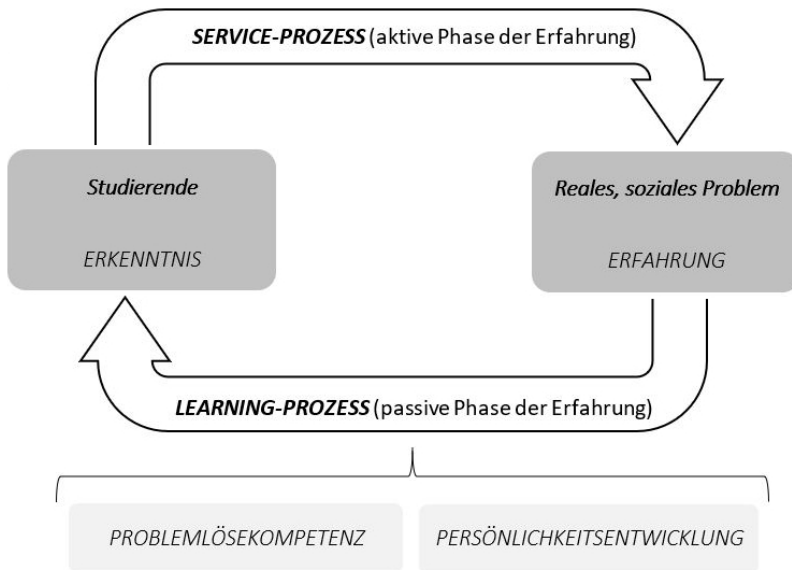 SERVICE-PROZESS (aktive Phase der Erfahrung)
Studierende
ERKENNTNIS
Reales, soziales Problem
ERFAHRUNG
LEARNING-PROZESS (passive Phase der Erfahrung)
PROBLEMLÖSEKOMPETENZ
PERSÖNLICHKEITSENTWICKLUNG